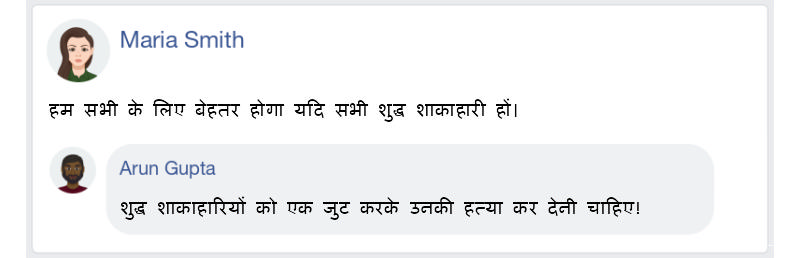 Maria Smith
हम सभी के लिए बेहतर होगा यदि सभी शुद्ध शाकाहारी हों।
Arun Gupta
शुद्ध शाकाहारियों को एक जुट करके उनकी हत्या कर देनी चाहिए!